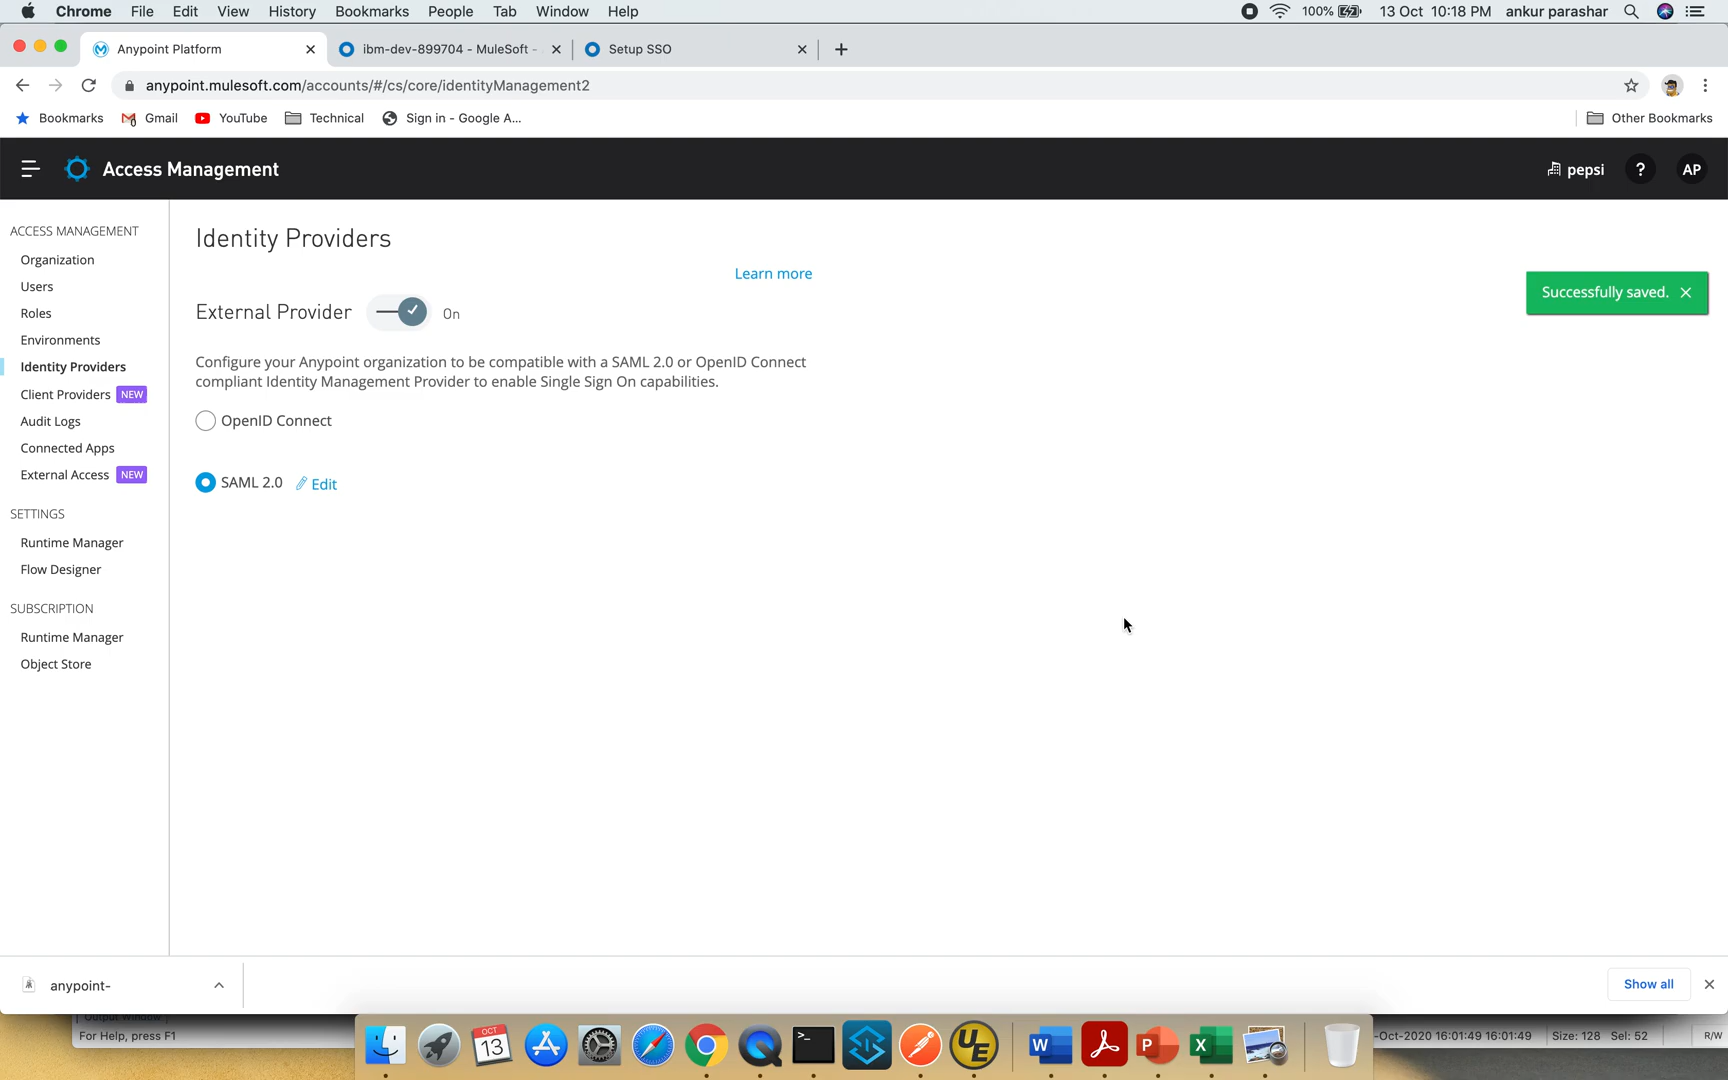 Chrome File Edit View History Bookmarks People Tab Window Help 100% 13 Oct 10:18 PM ankur parashar
Anypoint Platform ibm-dev-899704 - MuleSoft - Setup SSO
anypoint.mulesoft.com/accounts/#/cs/core/identityManagement2
Bookmarks Gmail YouTube Technical Sign in - Google A... Other Bookmarks
Access Management pepsi ? AP
ACCESS MANAGEMENT
Organization
Users
Roles
Environments
Identity Providers
Client Providers NEW
Audit Logs
Connected Apps
External Access NEW
SETTINGS
Runtime Manager
Flow Designer
SUBSCRIPTION
Runtime Manager
Object Store
Identity Providers
Learn more
Successfully saved.
External Provider On
Configure your Anypoint organization to be compatible with a SAML 2.0 or OpenID Connect
compliant Identity Management Provider to enable Single Sign On capabilities.
OpenID Connect
SAML 2.0 Edit
anypoint- Show all
Output Window
For Help, press F1
-Oct-2020 16:01:49 16:01:49 Size: 128 Sel: 52 R/W
OCT
13
UE
W
P
X